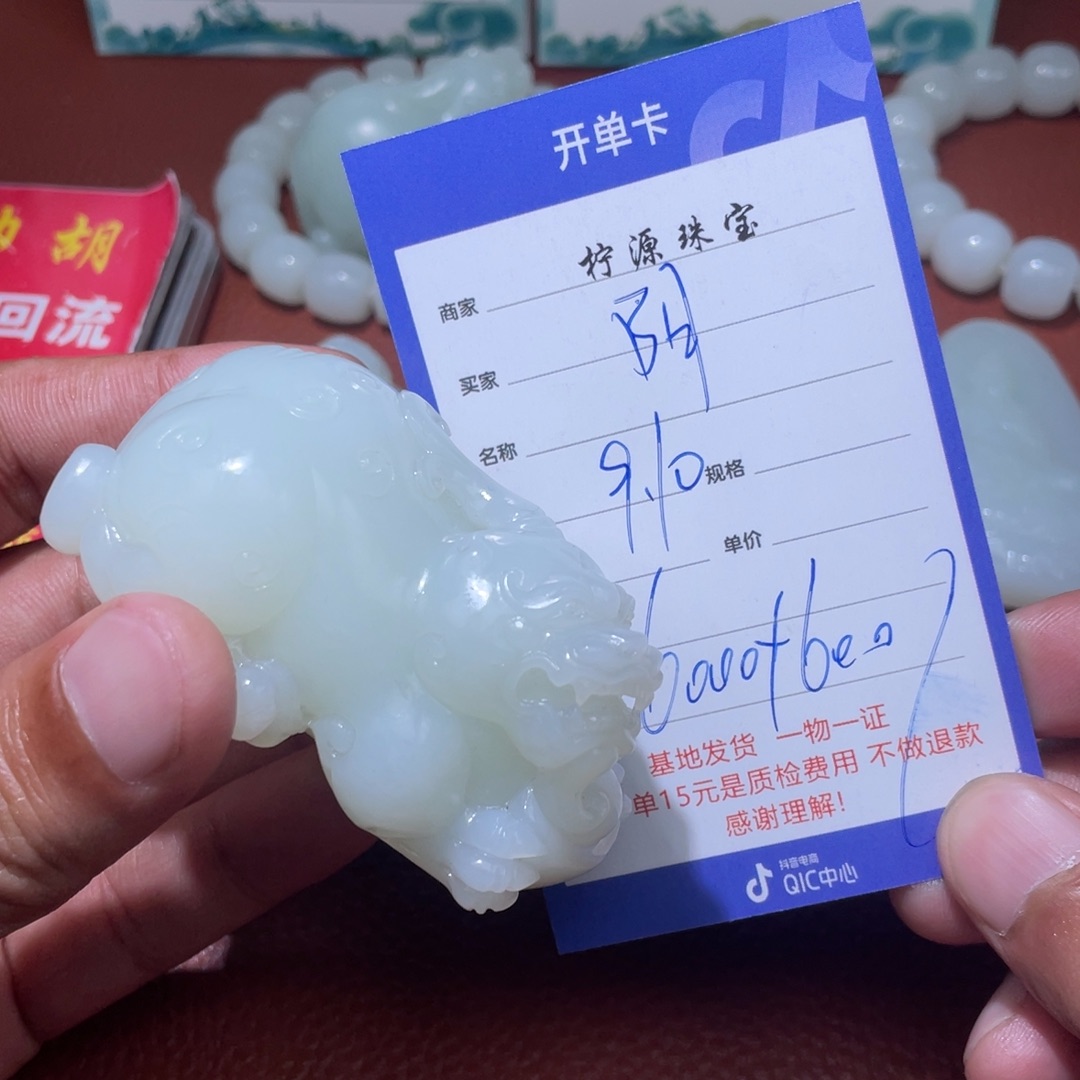 开单卡
商家 柠源珠宝
买家
名称 9.10 规格
单价
基地发货 一物一证
单15元是质检费用 不做退款
感谢理解!
抖音电商
QIC中心
胡
回流